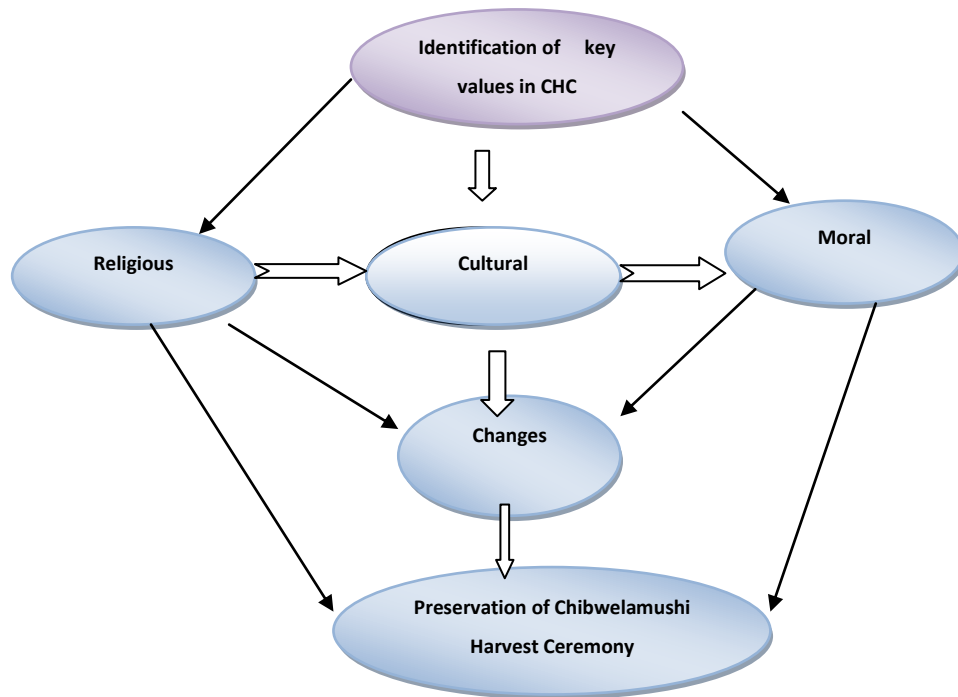 Identification of key
values in CHC
Religious
Cultural
Moral
Changes
Preservation of Chibwelamushi
Harvest Ceremony